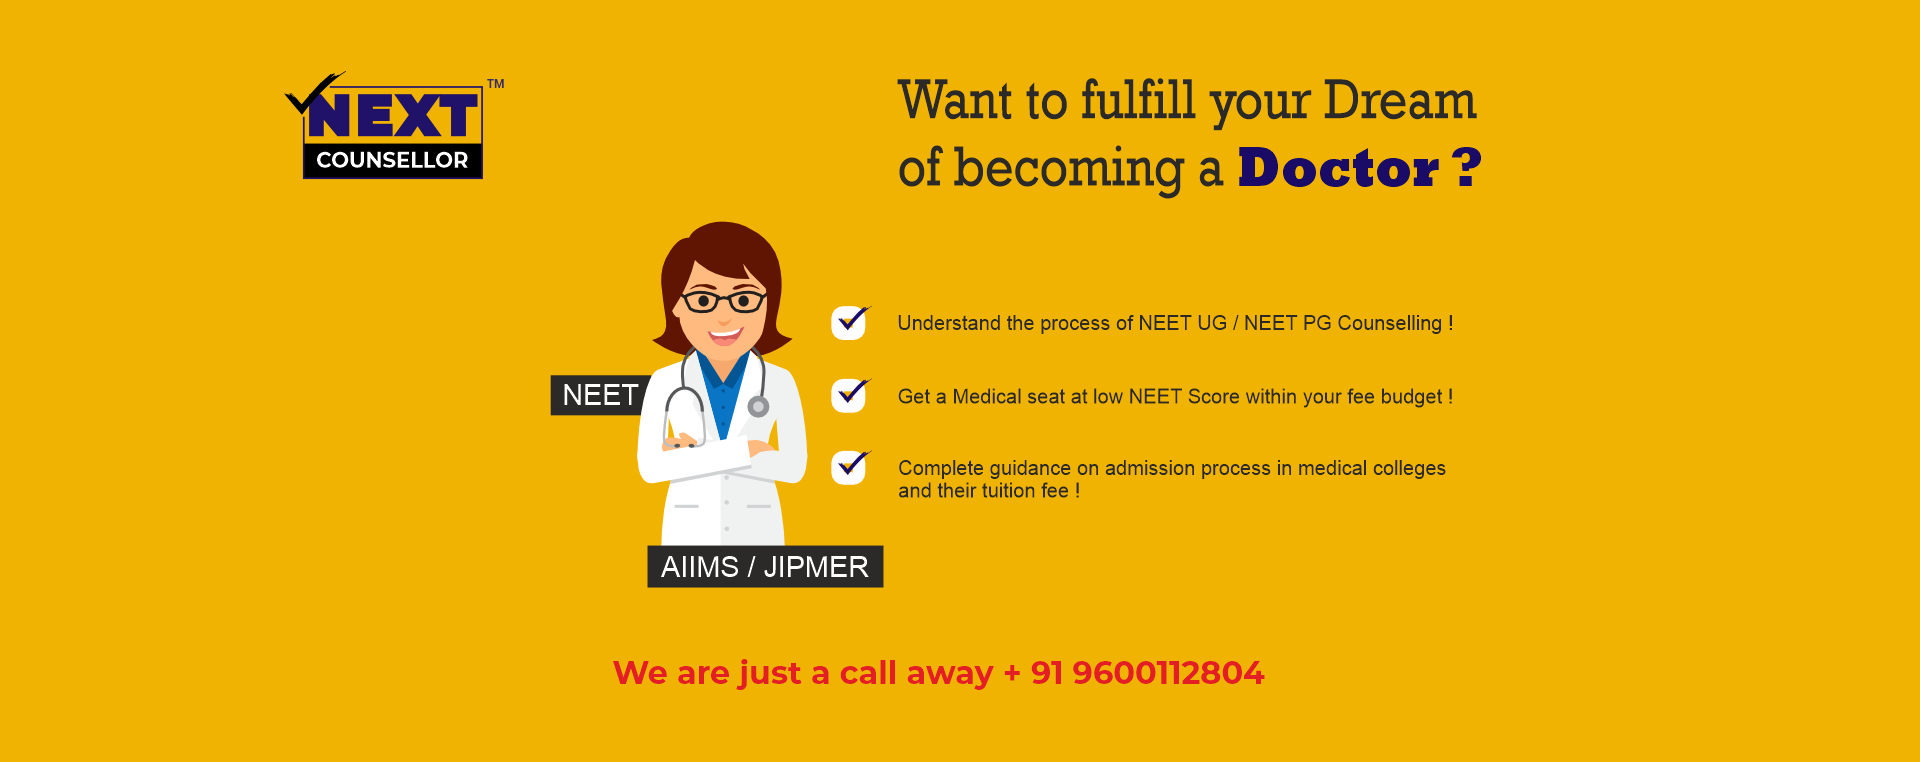 NEXT
TM
COUNSELLOR
Want to fulfill your Dream
of becoming a Doctor ?
Understand the process of NEET UG / NEET PG Counselling !
NEET
Get a Medical seat at low NEET Score within your fee budget !
Complete guidance on admission process in medical colleges
and their tuition fee !
AIIMS / JIPMER
We are just a call away + 91 9600112804